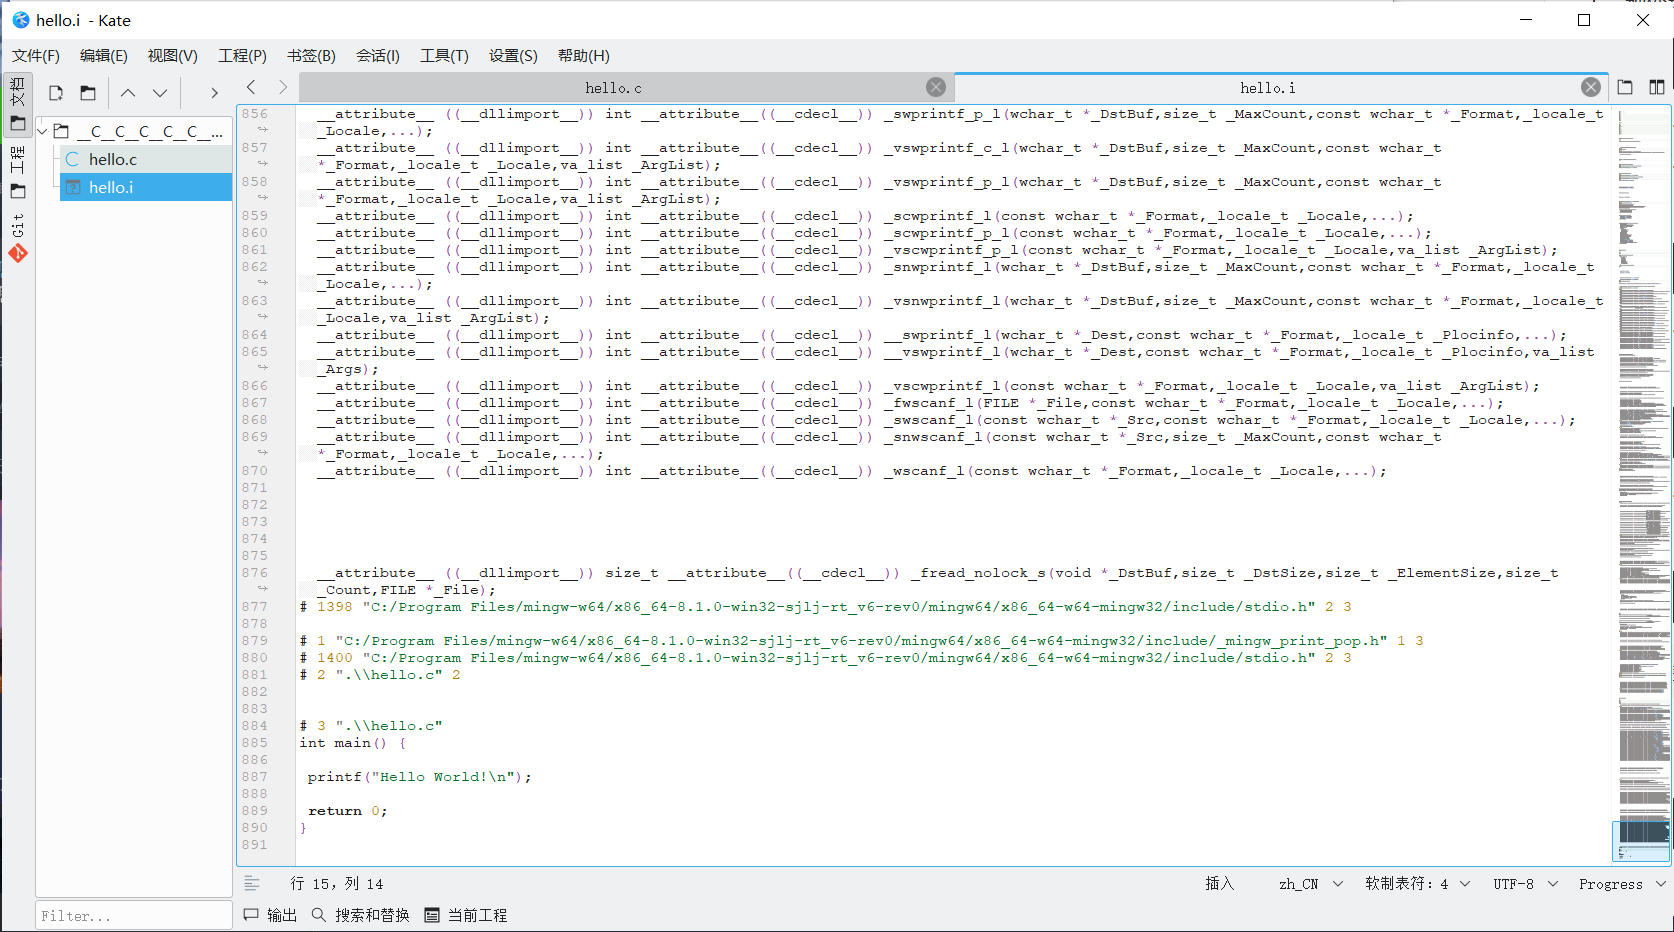 hello.i - Kate
文件(F) 编辑(E) 视图(V) 工程(P) 书签(B) 会话(I) 工具(T) 设置(S) 帮助(H)
文档
工程
Git
__C__C__C__C__C__...
hello.c
hello.i
Filter...
hello.c hello.i
856 __attribute__ ((__dllimport__)) int __attribute__((__cdecl__)) _swprintf_p_l(wchar_t *_DstBuf,size_t _MaxCount,const wchar_t *_Format,_locale_t
_Locale,...);
857 __attribute__ ((__dllimport__)) int __attribute__((__cdecl__)) _vswprintf_c_l(wchar_t *_DstBuf,size_t _MaxCount,const wchar_t
*_Format,_locale_t _Locale,va_list _ArgList);
858 __attribute__ ((__dllimport__)) int __attribute__((__cdecl__)) _vswprintf_p_l(wchar_t *_DstBuf,size_t _MaxCount,const wchar_t
*_Format,_locale_t _Locale,va_list _ArgList);
859 __attribute__ ((__dllimport__)) int __attribute__((__cdecl__)) _scwprintf_l(const wchar_t *_Format,_locale_t _Locale,...);
860 __attribute__ ((__dllimport__)) int __attribute__((__cdecl__)) _scwprintf_p_l(const wchar_t *_Format,_locale_t _Locale,...);
861 __attribute__ ((__dllimport__)) int __attribute__((__cdecl__)) _vscwprintf_p_l(const wchar_t *_Format,_locale_t _Locale,va_list _ArgList);
862 __attribute__ ((__dllimport__)) int __attribute__((__cdecl__)) _snwprintf_l(wchar_t *_DstBuf,size_t _MaxCount,const wchar_t *_Format,_locale_t
_Locale,...);
863 __attribute__ ((__dllimport__)) int __attribute__((__cdecl__)) _vsnwprintf_l(wchar_t *_DstBuf,size_t _MaxCount,const wchar_t *_Format,_locale_t
_Locale,va_list _ArgList);
864 __attribute__ ((__dllimport__)) int __attribute__((__cdecl__)) __swprintf_l(wchar_t *_Dest,const wchar_t *_Format,_locale_t _Plocinfo,...);
865 __attribute__ ((__dllimport__)) int __attribute__((__cdecl__)) __vswprintf_l(wchar_t *_Dest,const wchar_t *_Format,_locale_t _Plocinfo,va_list
_Args);
866 __attribute__ ((__dllimport__)) int __attribute__((__cdecl__)) _vscwprintf_l(const wchar_t *_Format,_locale_t _Locale,va_list _ArgList);
867 __attribute__ ((__dllimport__)) int __attribute__((__cdecl__)) _fwscanf_l(FILE *_File,const wchar_t *_Format,_locale_t _Locale,...);
868 __attribute__ ((__dllimport__)) int __attribute__((__cdecl__)) _swscanf_l(const wchar_t *_Src,const wchar_t *_Format,_locale_t _Locale,...);
869 __attribute__ ((__dllimport__)) int __attribute__((__cdecl__)) _snwscanf_l(const wchar_t *_Src,size_t _MaxCount,const wchar_t
*_Format,_locale_t _Locale,...);
870 __attribute__ ((__dllimport__)) int __attribute__((__cdecl__)) _wscanf_l(const wchar_t *_Format,_locale_t _Locale,...);
871
872
873
874
875
876 __attribute__ ((__dllimport__)) size_t __attribute__((__cdecl__)) _fread_nolock_s(void *_DstBuf,size_t _DstSize,size_t _ElementSize,size_t
_Count,FILE *_File);
877 # 1398 "C:/Program Files/mingw-w64/x86_64-8.1.0-win32-sjlj-rt_v6-rev0/mingw64/x86_64-w64-mingw32/include/stdio.h" 2 3
878
879 # 1 "C:/Program Files/mingw-w64/x86_64-8.1.0-win32-sjlj-rt_v6-rev0/mingw64/x86_64-w64-mingw32/include/_mingw_print_pop.h" 1 3
880 # 1400 "C:/Program Files/mingw-w64/x86_64-8.1.0-win32-sjlj-rt_v6-rev0/mingw64/x86_64-w64-mingw32/include/stdio.h" 2 3
881 # 2 ".\\hello.c" 2
882
883
884 # 3 ".\\hello.c"
885 int main() {
886
887 printf("Hello World!\n");
888
889 return 0;
890 }
891
行 15，列 14 插入 zh_CN 软制表符：4 UTF-8 Progress
输出 搜索和替换 当前工程